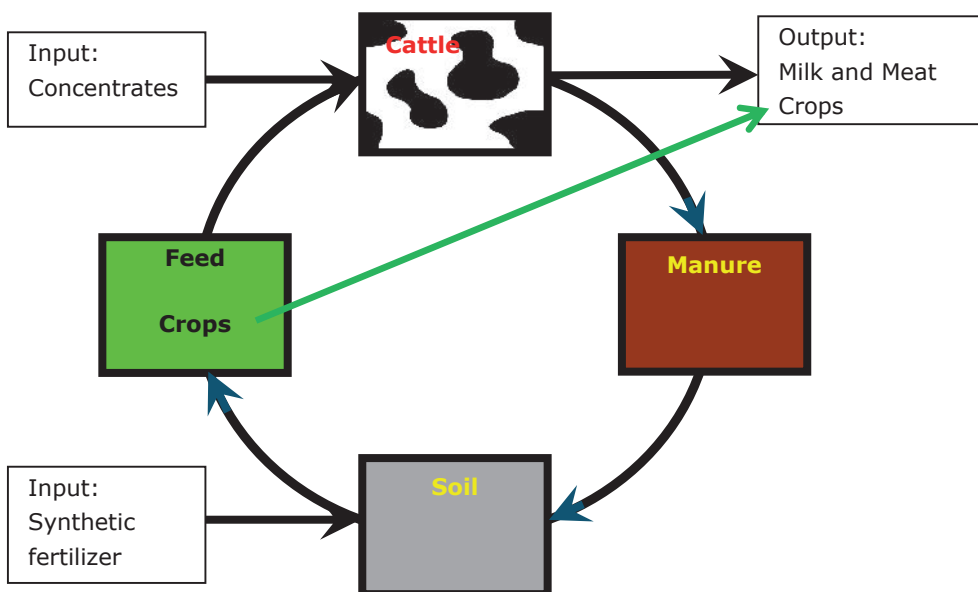 Input:
Concentrates
Cattle
Output:
Milk and Meat
Crops
Feed
Crops
Manure
Input:
Synthetic
fertilizer
Soil